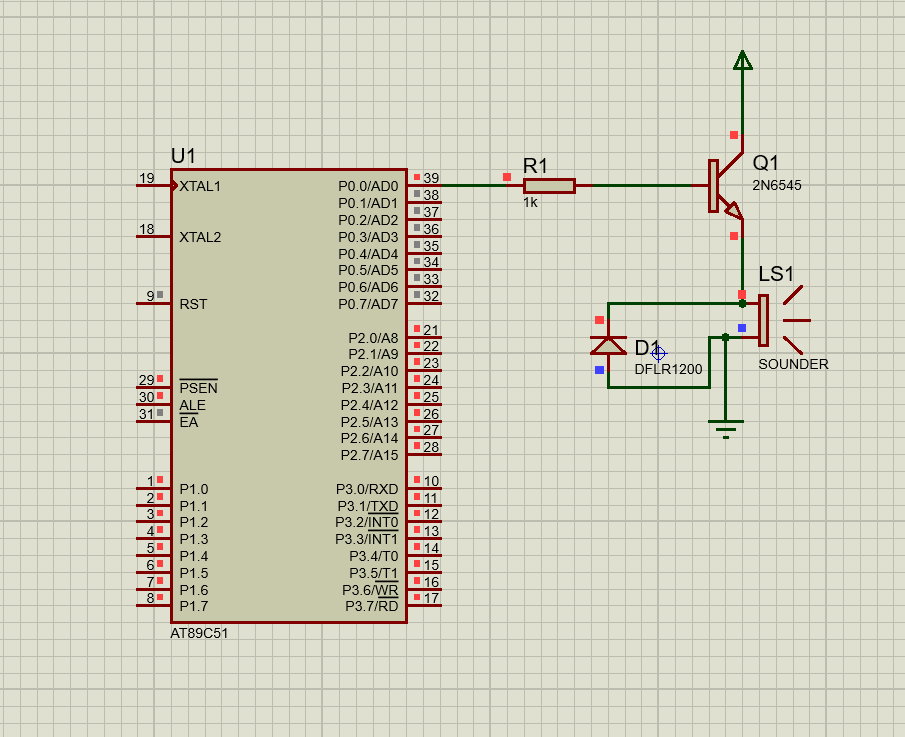 U1
19 XTAL1 P0.0/AD0 39
P0.1/AD1 38
P0.2/AD2 37
18 XTAL2 P0.3/AD3 36
P0.4/AD4 35
P0.5/AD5 34
P0.6/AD6 33
9 RST P0.7/AD7 32
P2.0/A8 21
P2.1/A9 22
P2.2/A10 23
29 PSEN P2.3/A11 24
30 ALE P2.4/A12 25
31 EA P2.5/A13 26
P2.6/A14 27
P2.7/A15 28
1 P1.0 P3.0/RXD 10
2 P1.1 P3.1/TXD 11
3 P1.2 P3.2/INT0 12
4 P1.3 P3.3/INT1 13
5 P1.4 P3.4/T0 14
6 P1.5 P3.5/T1 15
7 P1.6 P3.6/WR 16
8 P1.7 P3.7/RD 17
AT89C51
R1
1k
Q1
2N6545
LS1
SOUNDER
D1
DFLR1200